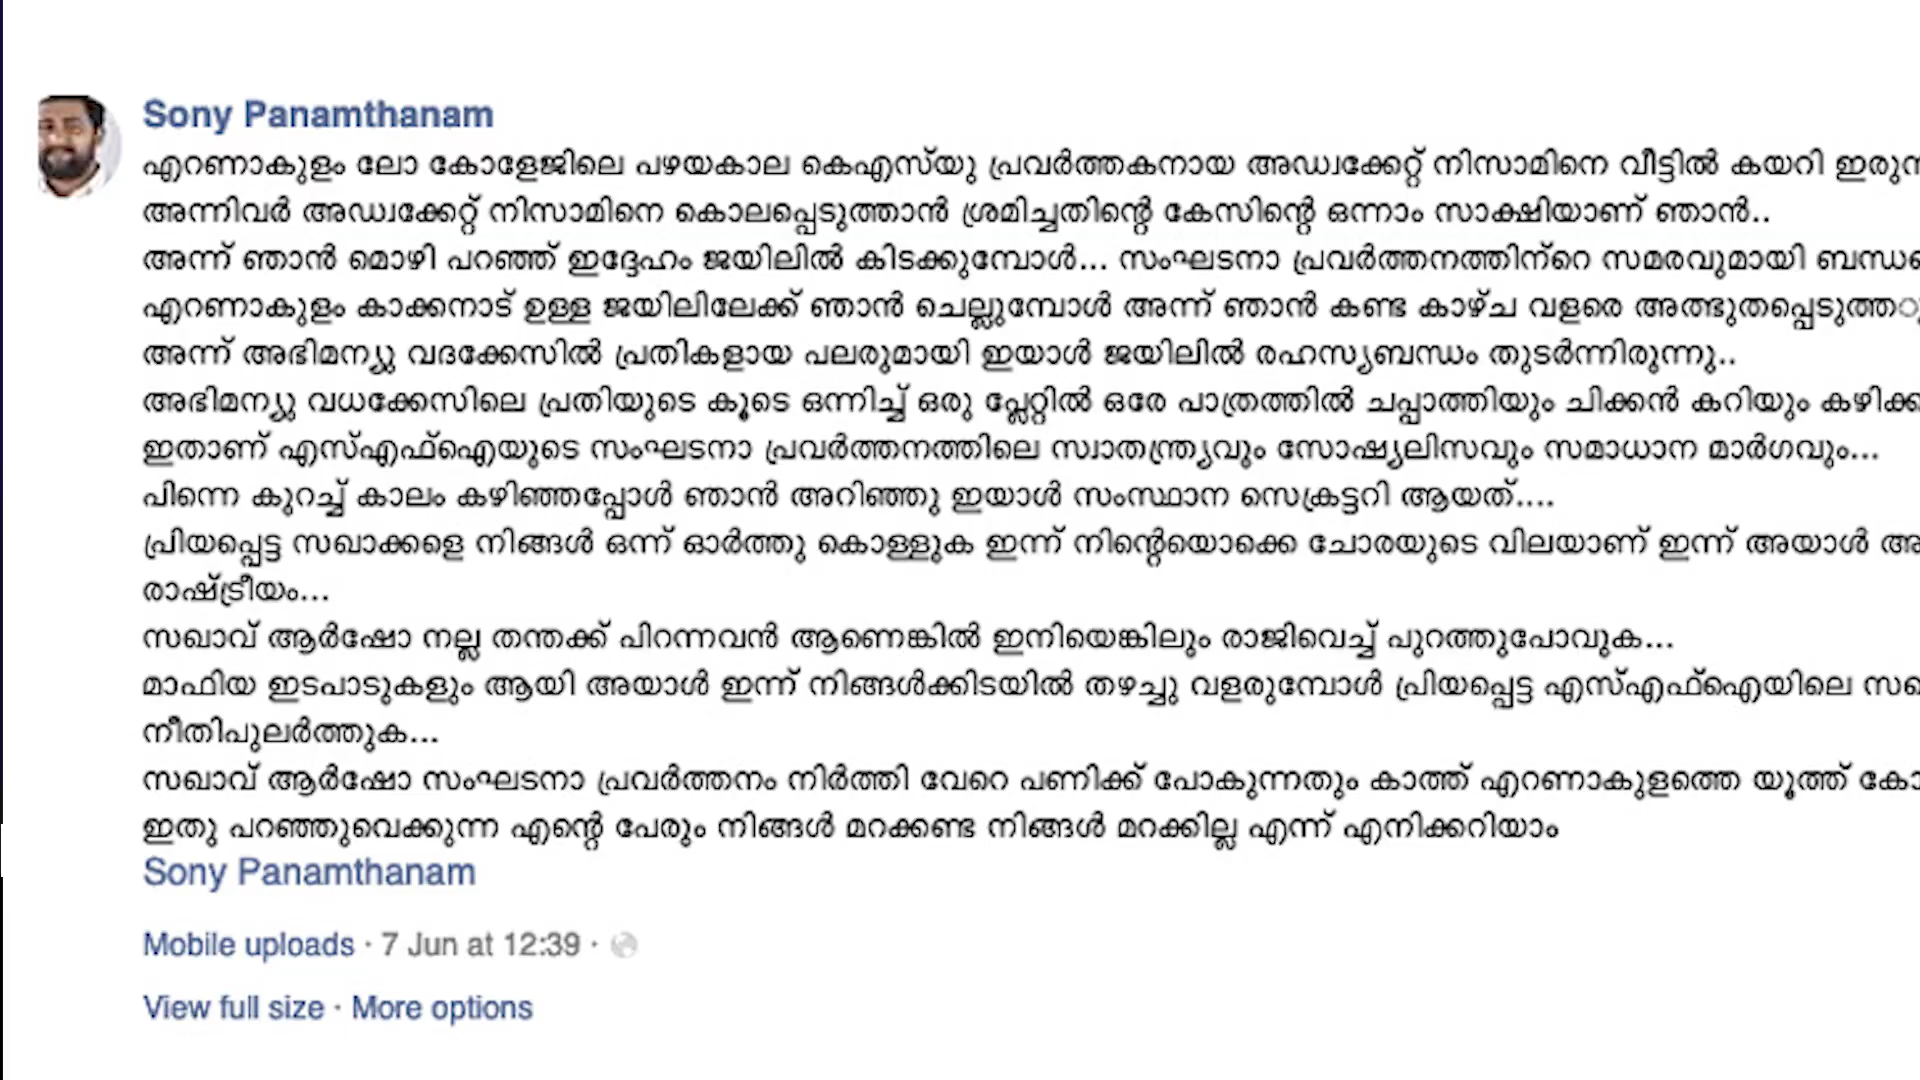 Sony Panamthanam
എറണാകുളം ലോ കോളേജിലെ പഴയകാല കെഎസ്‌യു പ്രവർത്തകനായ അഡ്വക്കേറ്റ് നിസാമിനെ വീട്ടിൽ കയറി
അന്നിവർ അഡ്വക്കേറ്റ് നിസാമിനെ കൊലപ്പെടുത്താൻ ശ്രമിച്ചതിന്റെ കേസിന്റെ ഒന്നാം സാക്ഷിയാണ് ഞാൻ..
അന്ന് ഞാൻ മൊഴി പറഞ്ഞ് ഇദ്ദേഹം ജയിലിൽ കിടക്കുമ്പോൾ... സംഘടനാ പ്രവർത്തനത്തിന്റെ സമരവുമായി
എറണാകുളം കാക്കനാട് ഉള്ള ജയിലിലേക്ക് ഞാൻ ചെല്ലുമ്പോൾ അന്ന് ഞാൻ കണ്ട കാഴ്ച വളരെ
അന്ന് അഭിമന്യു വദക്കേസിൽ പ്രതികളായ പലരുമായി ഇയാൾ ജയിലിൽ രഹസ്യബന്ധം തുടർന്നിരുന്നു..
അഭിമന്യു വധക്കേസിലെ പ്രതിയുടെ കൂടെ ഒന്നിച്ച് ഒരു പ്ലേറ്റിൽ ഒരേ പാത്രത്തിൽ ചപ്പാത്തിയും ചിക്കൻ കറിയും
ഇതാണ് എസ്എഫ്ഐയുടെ സംഘടനാ പ്രവർത്തനത്തിലെ സ്വാതന്ത്ര്യവും സോഷ്യലിസവും സമാധാന മാർഗവും...
പിന്നെ കുറച്ച് കാലം കഴിഞ്ഞപ്പോൾ ഞാൻ അറിഞ്ഞു ഇയാൾ സംസ്ഥാന സെക്രട്ടറി ആയത്....
പ്രിയപ്പെട്ട സഖാക്കളെ നിങ്ങൾ ഒന്ന് ഓർത്തു കൊള്ളുക ഇന്ന് നിന്റെയൊക്കെ ചോരയുടെ വിലയാണ് ഇന്ന് അയാൾ
രാഷ്ട്രീയം...
സഖാവ് ആർഷോ നല്ല തന്തക്ക് പിറന്നവൻ ആണെങ്കിൽ ഇനിയെങ്കിലും രാജിവെച്ച് പുറത്തുപോവുക...
മാഫിയ ഇടപാടുകളും ആയി അയാൾ ഇന്ന് നിങ്ങൾക്കിടയിൽ തഴച്ചു വളരുമ്പോൾ പ്രിയപ്പെട്ട എസ്എഫ്ഐയിലെ
നീതിപുലർത്തുക...
സഖാവ് ആർഷോ സംഘടനാ പ്രവർത്തനം നിർത്തി വേറെ പണിക്ക് പോകുന്നതും കാത്ത് എറണാകുളത്തെ യൂത്ത്
ഇതു പറഞ്ഞുവെക്കുന്ന എന്റെ പേരും നിങ്ങൾ മറക്കണ്ട നിങ്ങൾ മറക്കില്ല എന്ന് എനിക്കറിയാം
Sony Panamthanam
Mobile uploads · 7 Jun at 12:39 ·
View full size · More options